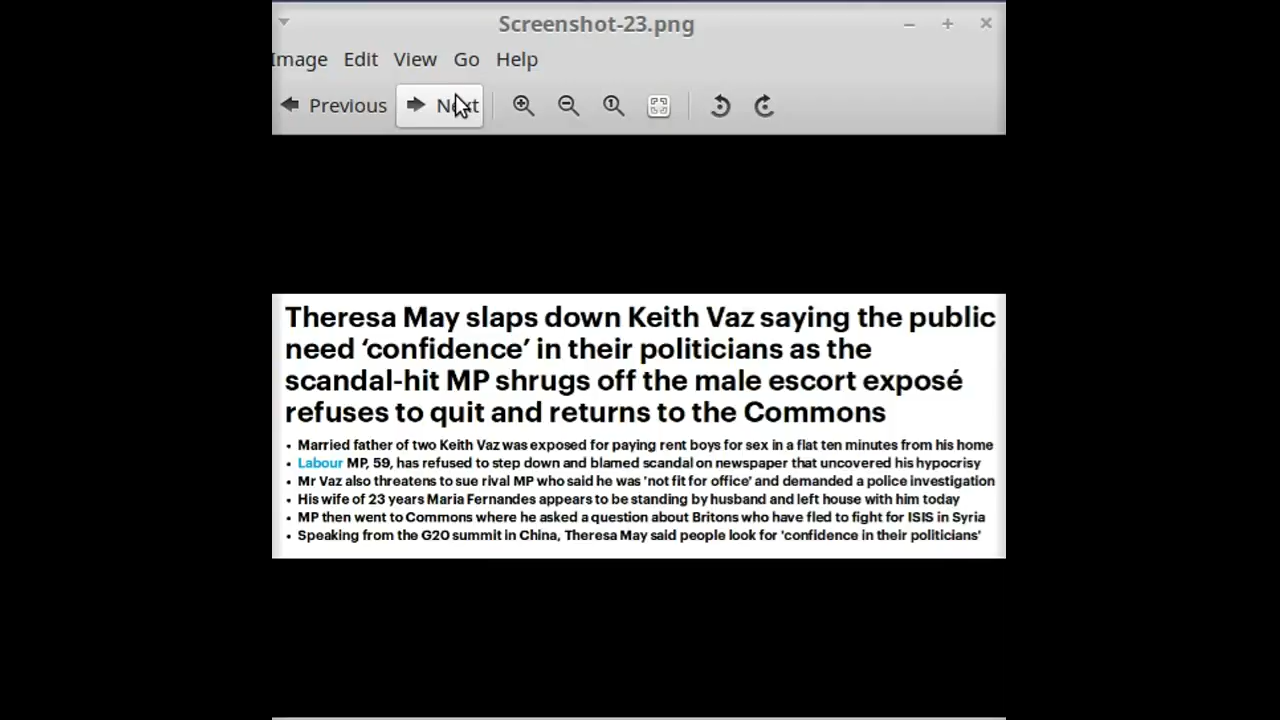 Screenshot-23.png
Image Edit View Go Help
Previous Next
Theresa May slaps down Keith Vaz saying the public
need ‘confidence’ in their politicians as the
scandal-hit MP shrugs off the male escort exposé
refuses to quit and returns to the Commons
• Married father of two Keith Vaz was exposed for paying rent boys for sex in a flat ten minutes from his home
• Labour MP, 59, has refused to step down and blamed scandal on newspaper that uncovered his hypocrisy
• Mr Vaz also threatens to sue rival MP who said he was 'not fit for office' and demanded a police investigation
• His wife of 23 years Maria Fernandes appears to be standing by husband and left house with him today
• MP then went to Commons where he asked a question about Britons who have fled to fight for ISIS in Syria
• Speaking from the G20 summit in China, Theresa May said people look for 'confidence in their politicians'